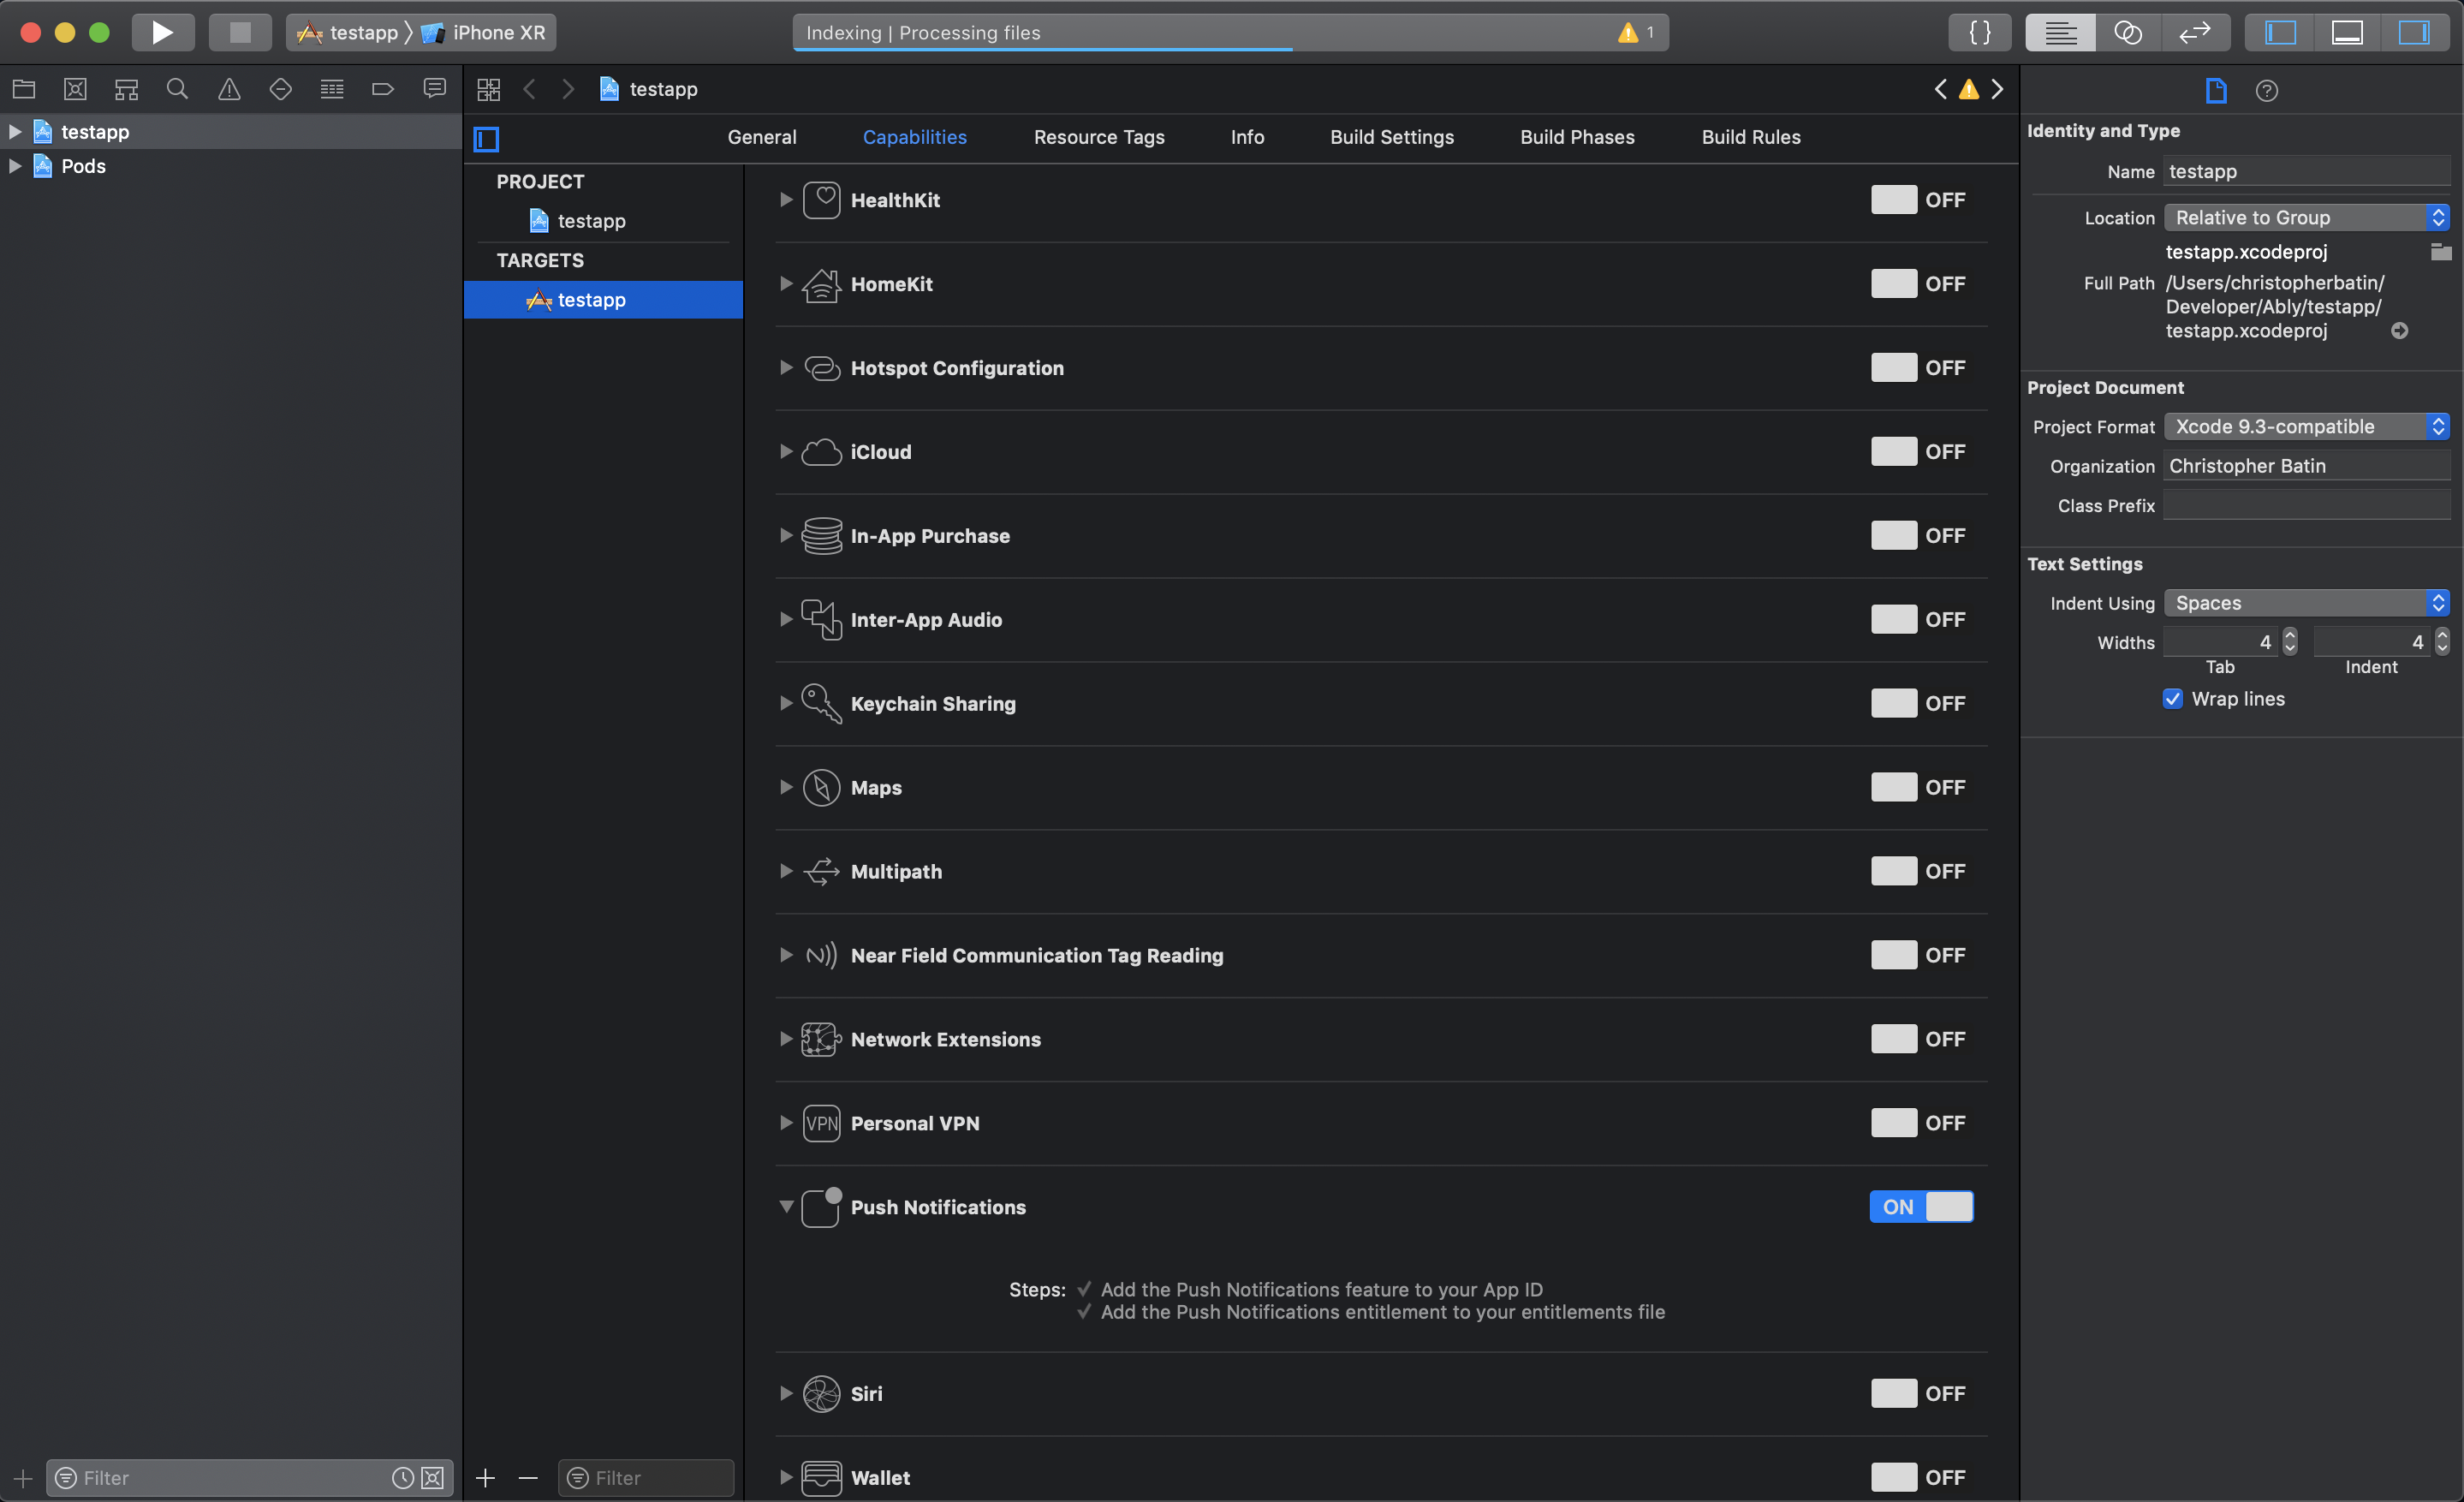 testapp
iPhone XR
Indexing | Processing files
1
{ }
testapp
testapp
Pods
General
Capabilities
Resource Tags
Info
Build Settings
Build Phases
Build Rules
PROJECT
testapp
TARGETS
testapp
HealthKit
OFF
HomeKit
OFF
Hotspot Configuration
OFF
iCloud
OFF
In-App Purchase
OFF
Inter-App Audio
OFF
Keychain Sharing
OFF
Maps
OFF
Multipath
OFF
Near Field Communication Tag Reading
OFF
Network Extensions
OFF
VPN
Personal VPN
OFF
Push Notifications
ON
Steps: ✓ Add the Push Notifications feature to your App ID
✓ Add the Push Notifications entitlement to your entitlements file
Siri
OFF
Wallet
OFF
Filter
Filter
Identity and Type
Name testapp
Location Relative to Group
testapp.xcodeproj
Full Path /Users/christopherbatin/
Developer/Ably/testapp/
testapp.xcodeproj
Project Document
Project Format Xcode 9.3-compatible
Organization Christopher Batin
Class Prefix
Text Settings
Indent Using Spaces
Widths 4 4
Tab Indent
Wrap lines